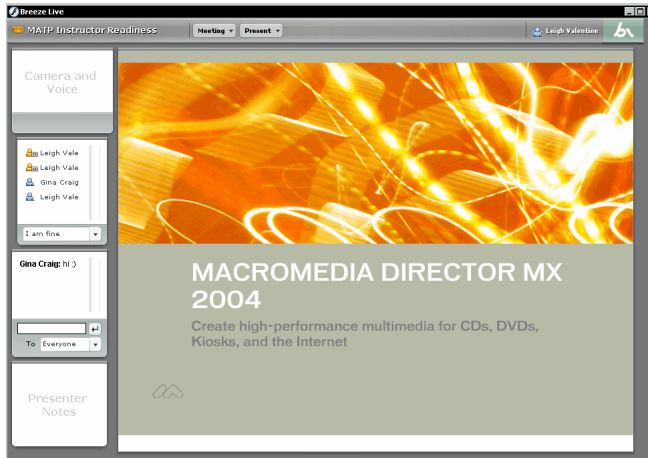 Breeze Live
MATP Instructor Readiness
Meeting
Present
Leigh Valentine
Camera and
Voice
Leigh Vale
Leigh Vale
Gina Craig
Leigh Vale
I am fine
Gina Craig: hi :)
To Everyone
Presenter
Notes
MACROMEDIA DIRECTOR MX
2004
Create high-performance multimedia for CDs, DVDs,
Kiosks, and the Internet